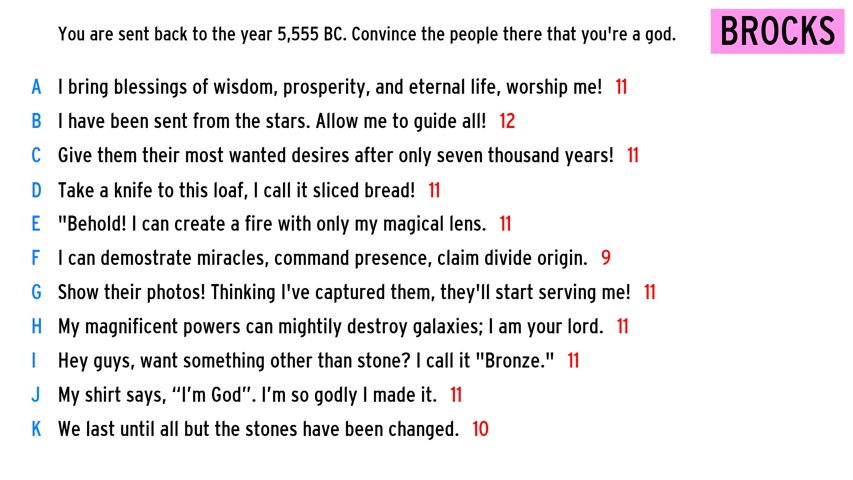 You are sent back to the year 5,555 BC. Convince the people there that you're a god.
BROCKS
A I bring blessings of wisdom, prosperity, and eternal life, worship me! 11
B I have been sent from the stars. Allow me to guide all! 12
C Give them their most wanted desires after only seven thousand years! 11
D Take a knife to this loaf, I call it sliced bread! 11
E "Behold! I can create a fire with only my magical lens. 11
F I can demostrate miracles, command presence, claim divide origin. 9
G Show their photos! Thinking I've captured them, they'll start serving me! 11
H My magnificent powers can mightily destroy galaxies; I am your lord. 11
I Hey guys, want something other than stone? I call it "Bronze." 11
J My shirt says, “I’m God”. I’m so godly I made it. 11
K We last until all but the stones have been changed. 10